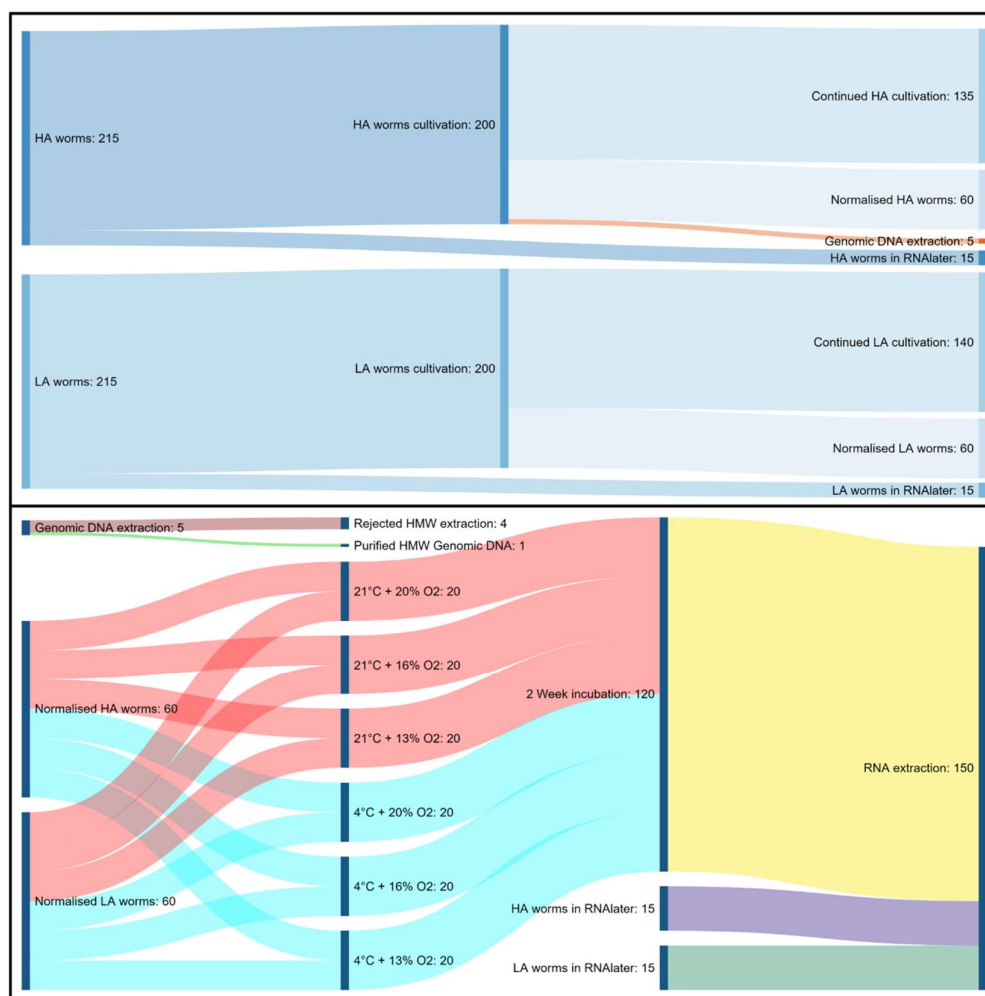 HA worms: 215
HA worms cultivation: 200
Continued HA cultivation: 135
Normalised HA worms: 60
Genomic DNA extraction: 5
HA worms in RNAlater: 15
LA worms: 215
LA worms cultivation: 200
Continued LA cultivation: 140
Normalised LA worms: 60
LA worms in RNAlater: 15
Genomic DNA extraction: 5
Rejected HMW extraction: 4
Purified HMW Genomic DNA: 1
21°C + 20% O2: 20
21°C + 16% O2: 20
Normalised HA worms: 60
21°C + 13% O2: 20
2 Week incubation: 120
RNA extraction: 150
4°C + 20% O2: 20
4°C + 16% O2: 20
Normalised LA worms: 60
HA worms in RNAlater: 15
4°C + 13% O2: 20
LA worms in RNAlater: 15